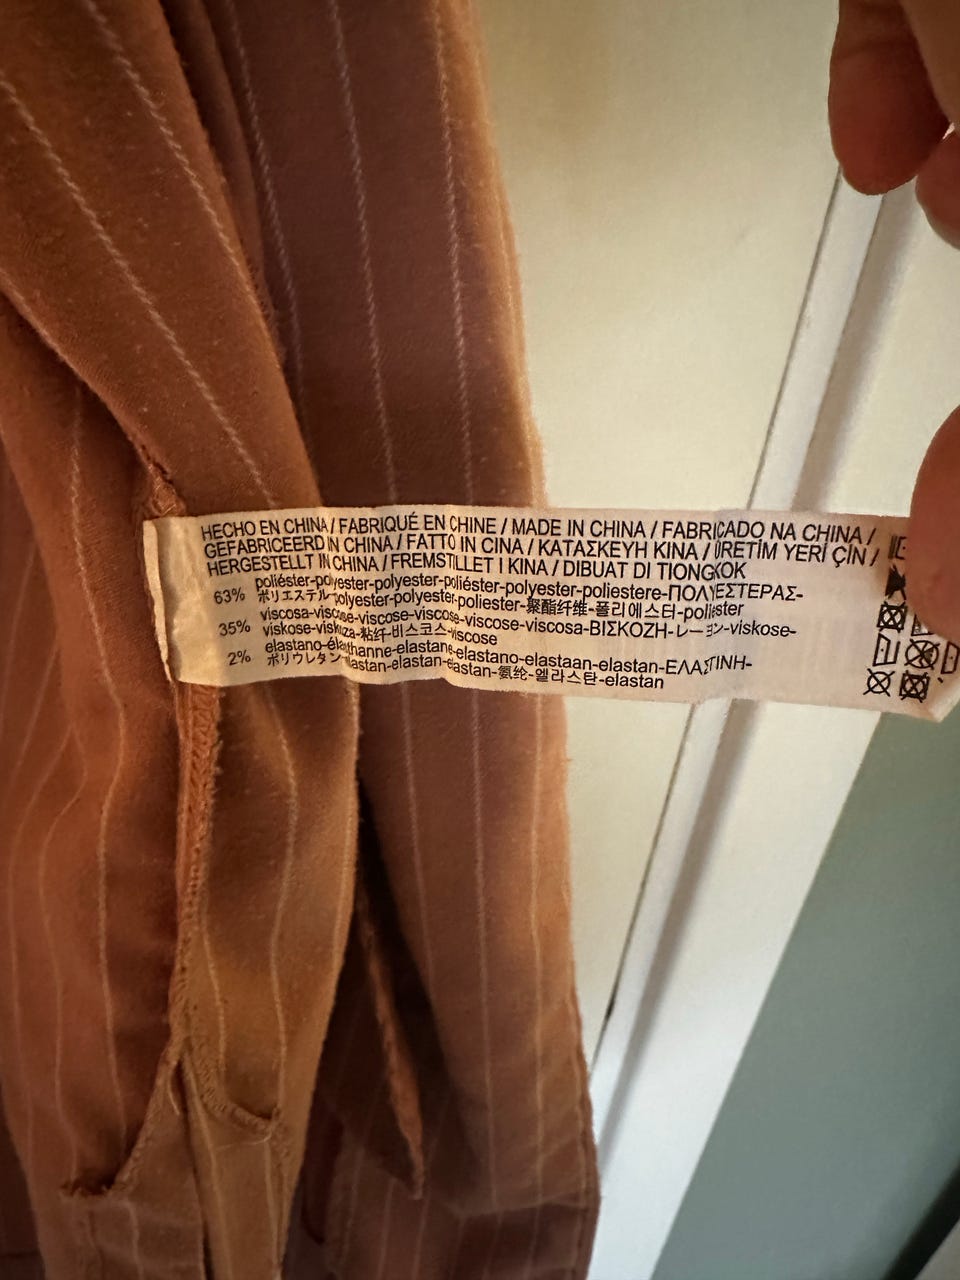 HECHO EN CHINA / FABRIQUÉ EN CHINE / MADE IN CHINA / FABRICADO NA CHINA /
GEFABRICEERD IN CHINA / FATTO IN CINA / ΚΑΤΑΣΚΕΥΗ ΚΙΝΑ / ÜRETİM YERİ ÇİN /
HERGESTELLT IN CHINA / FREMSTILLET I KINA / DIBUAT DI TIONGKOK
63% poliéster-polyester-polyester-poliéster-polyester-poliestere-ΠΟΛΥΕΣΤΕΡΑΣ-
ポリエステル-polyester-polyester-poliester-聚酯纤维-폴리에스터-poliester
35% viscosa-viscose-viscose-viscose-viscose-viscosa-ΒΙΣΚΟΖΗ-レーヨン-viskose-
viskose-viskoza-粘纤-비스코스-viscose
2% elastano-élasthanne-elastane-elastano-elastaan-elastan-ΕΛΑΣΤΙΝΗ-
ポリウレタン-elastan-elastan-elastan-氨纶-엘라스탄-elastan